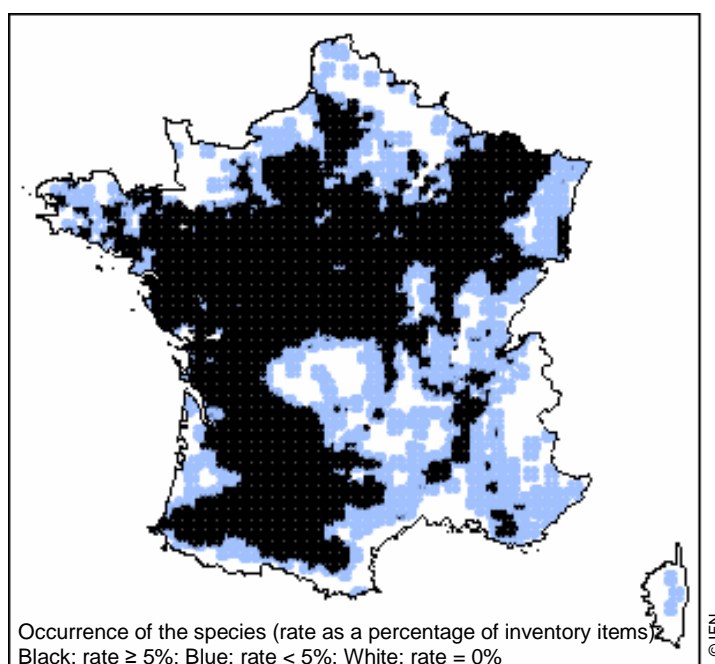 Occurrence of the species (rate as a percentage of inventory items)
Black: rate ≥ 5%; Blue: rate < 5%; White: rate = 0%
© IFN